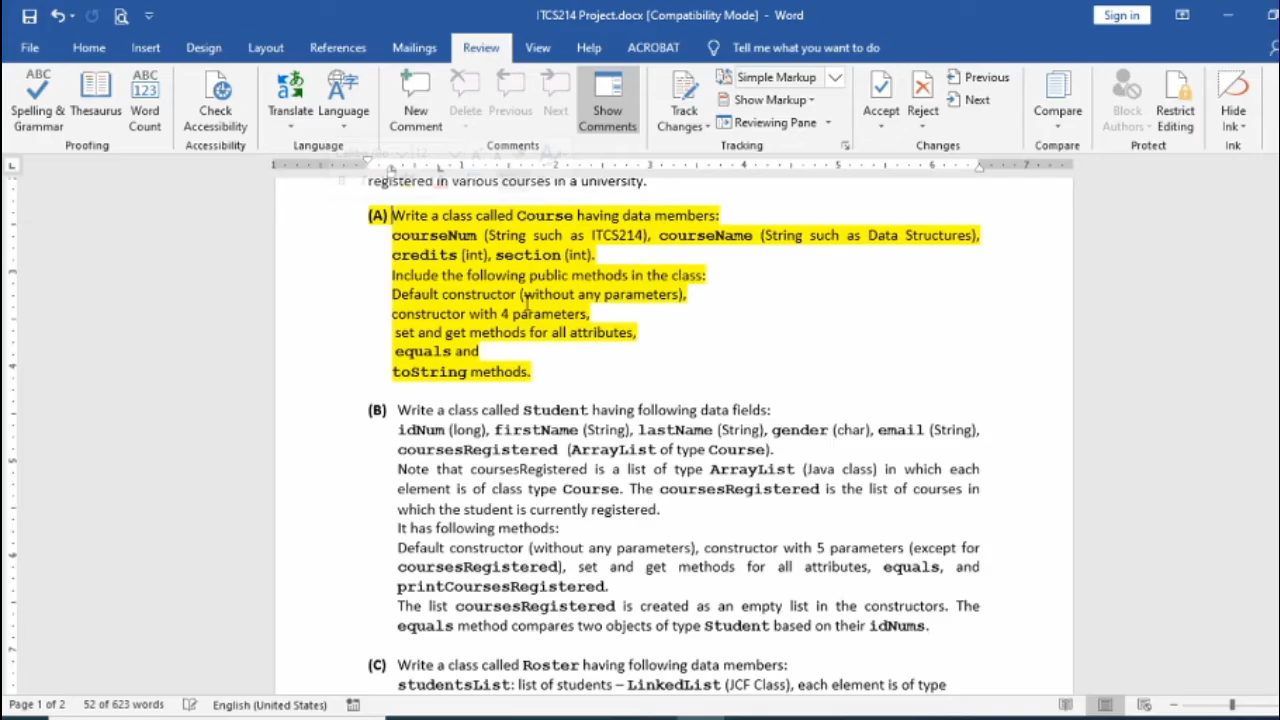 ITCS214 Project.docx [Compatibility Mode] - Word
Sign in
File Home Insert Design Layout References Mailings Review View Help ACROBAT Tell me what you want to do
ABC
Spelling & Grammar
Thesaurus
ABC 123
Word Count
Proofing
Check Accessibility
Accessibility
Translate
Language
Language
New Comment
Delete
Previous
Next
Show Comments
Comments
Track Changes
Simple Markup
Show Markup
Reviewing Pane
Tracking
Accept
Reject
Previous
Next
Changes
Compare
Compare
Block Authors
Restrict Editing
Protect
Hide Ink
Ink
1 1 2 3 4 5 6 7
registered in various courses in a university.
(A) Write a class called Course having data members:
courseNum (String such as ITCS214), courseName (String such as Data Structures),
credits (int), section (int).
Include the following public methods in the class:
Default constructor (without any parameters),
constructor with 4 parameters,
set and get methods for all attributes,
equals and
toString methods.
(B) Write a class called Student having following data fields:
idNum (long), firstName (String), lastName (String), gender (char), email (String),
coursesRegistered (ArrayList of type Course).
Note that coursesRegistered is a list of type ArrayList (Java class) in which each
element is of class type Course. The coursesRegistered is the list of courses in
which the student is currently registered.
It has following methods:
Default constructor (without any parameters), constructor with 5 parameters (except for
coursesRegistered), set and get methods for all attributes, equals, and
printCoursesRegistered.
The list coursesRegistered is created as an empty list in the constructors. The
equals method compares two objects of type Student based on their idNums.
(C) Write a class called Roster having following data members:
studentsList: list of students – LinkedList (JCF Class), each element is of type
Page 1 of 2 52 of 623 words English (United States)